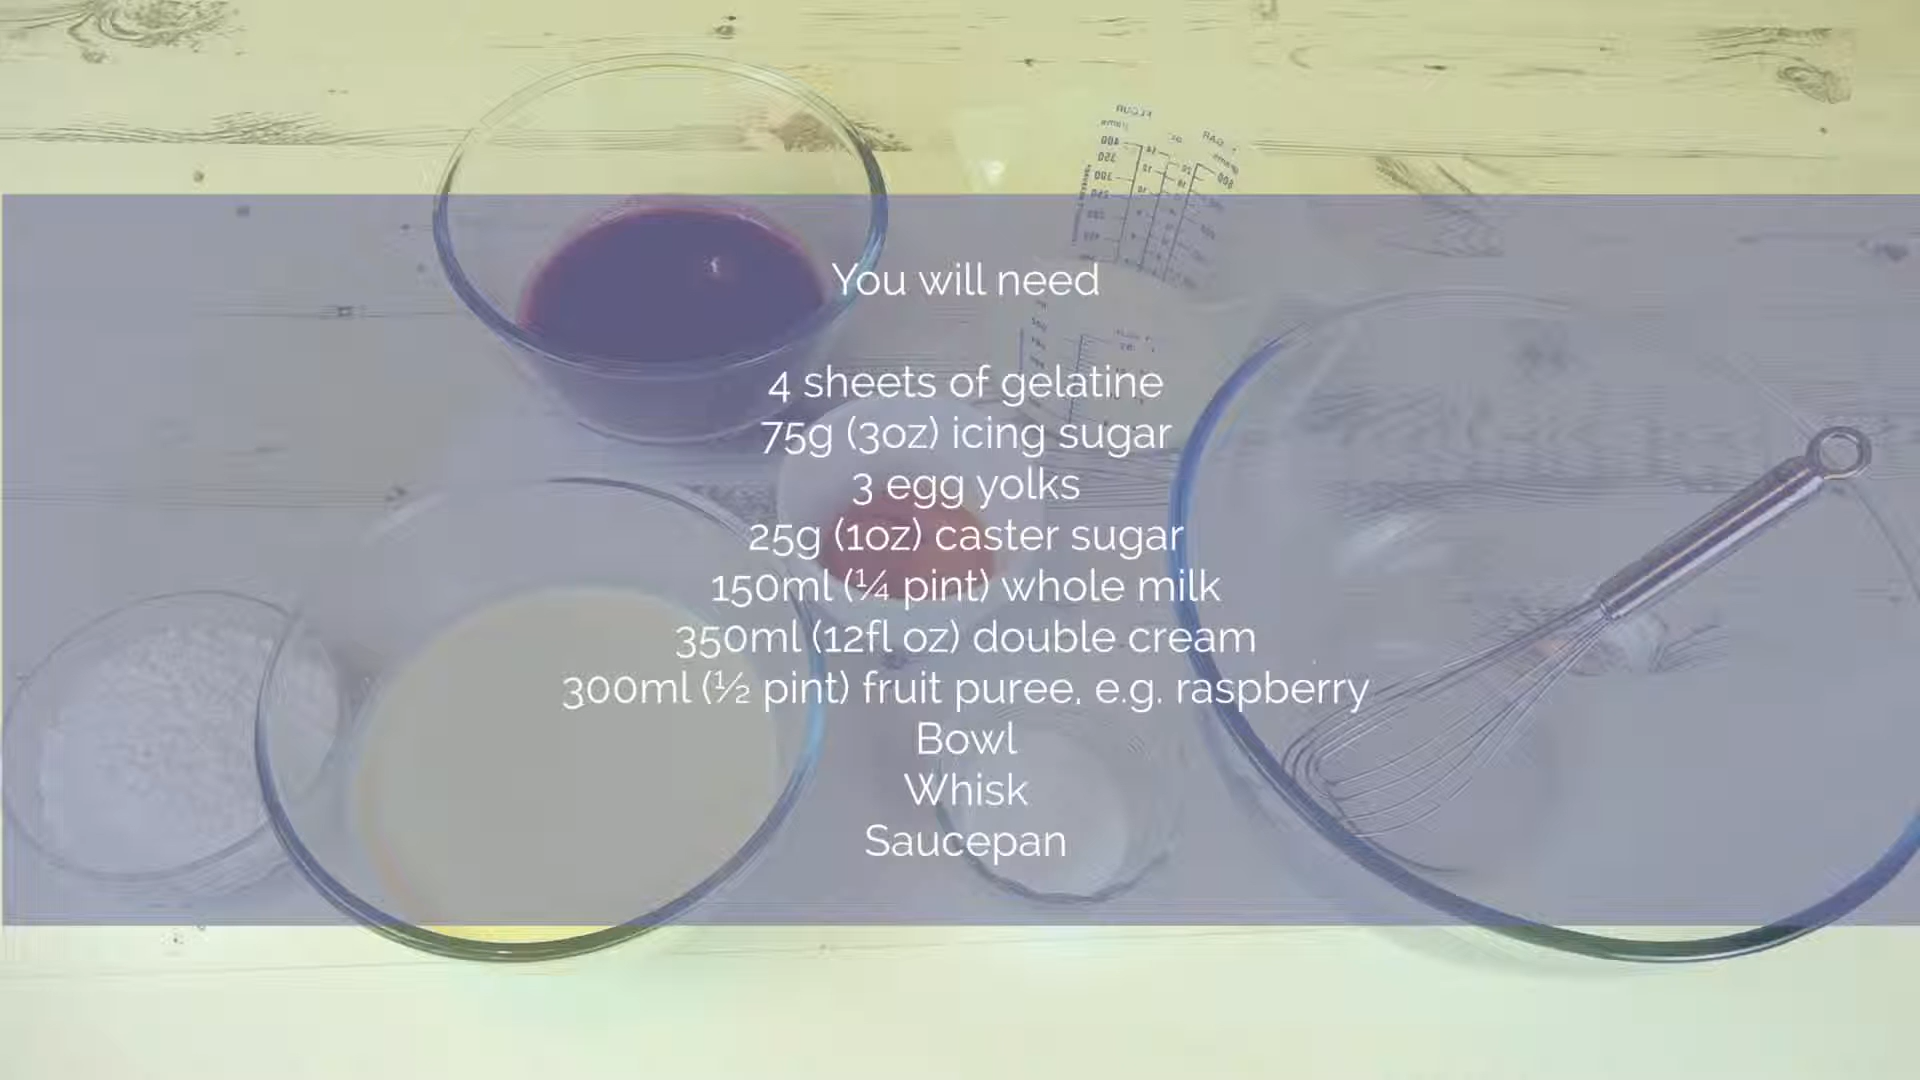 You will need
4 sheets of gelatine
75g (3oz) icing sugar
3 egg yolks
25g (1oz) caster sugar
150ml (¼ pint) whole milk
350ml (12fl oz) double cream
300ml (½ pint) fruit puree, e.g. raspberry
Bowl
Whisk
Saucepan